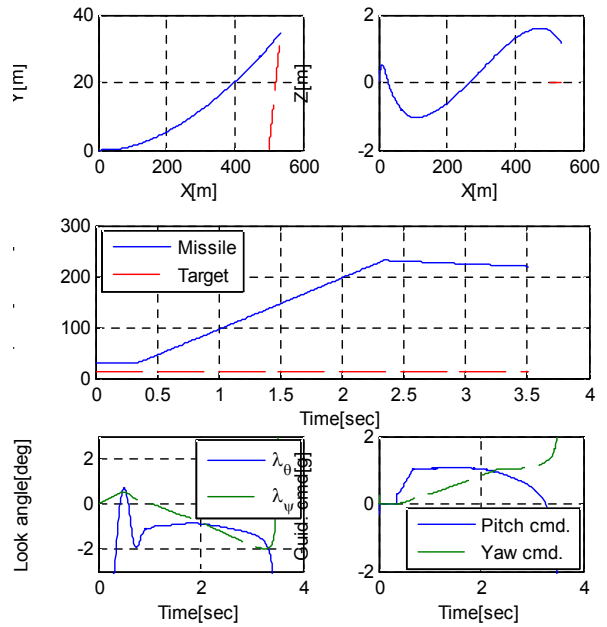 40
20
0
Y[m]
0 200 400 600
X[m]
2
0
-2
Z[m]
0 200 400 600
X[m]
300
200
100
0
Missile
Target
0 0.5 1 1.5 2 2.5 3 3.5 4
Time[sec]
2
0
-2
Look angle[deg]
λθ
λψ
0 2 4
Time[sec]
2
0
-2
Guid. cmd[g]
Pitch cmd.
Yaw cmd.
0 2 4
Time[sec]